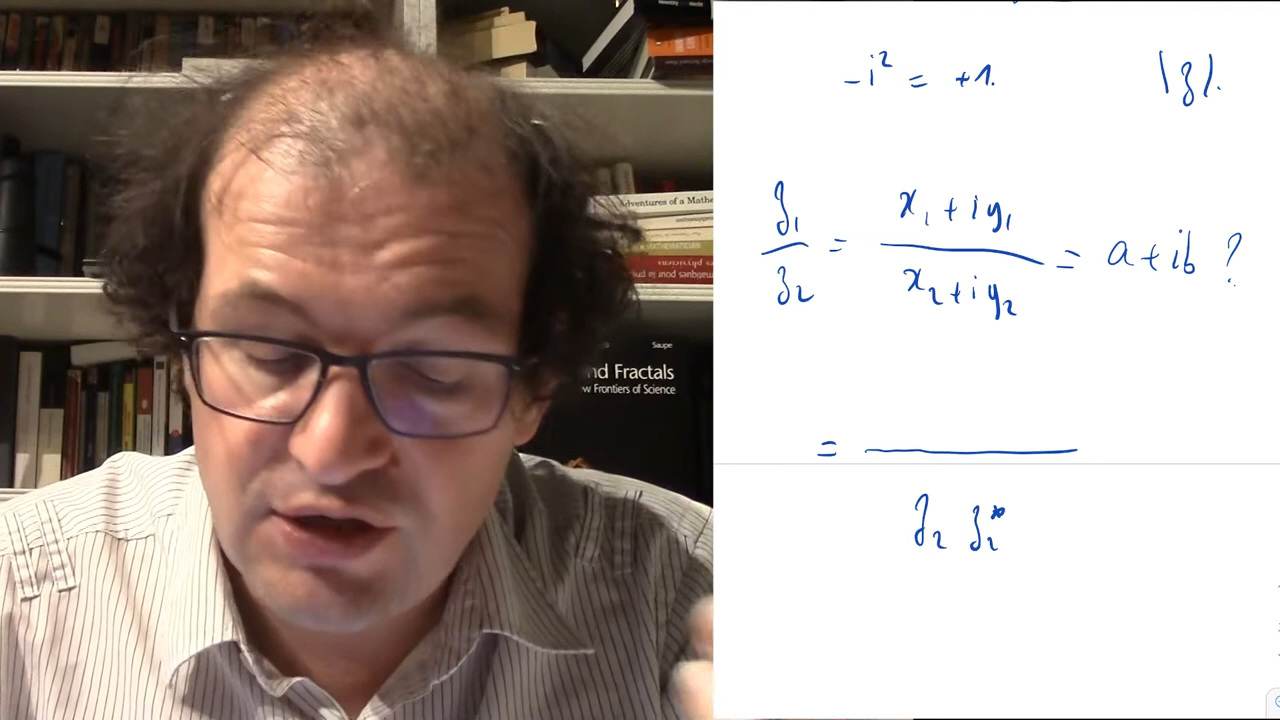 -i² = +1. |z|.
z₁/z₂ = (x₁ + iy₁)/(x₂ + iy₂) = a + ib ?
= ―――
z₂ z₂*
Adventures of a Mathe
MATHEMATICIAN
Saupe
nd Fractals
w Frontiers of Science